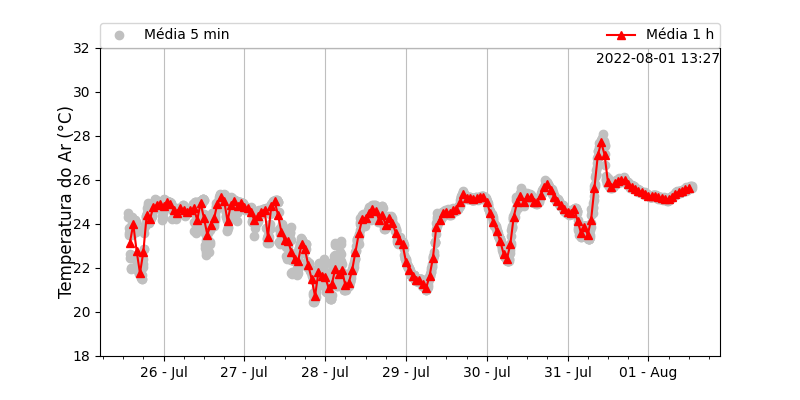 Média 5 min
Média 1 h
2022-08-01 13:27
Temperatura do Ar (°C)
32
30
28
26
24
22
20
18
26 - Jul
27 - Jul
28 - Jul
29 - Jul
30 - Jul
31 - Jul
01 - Aug